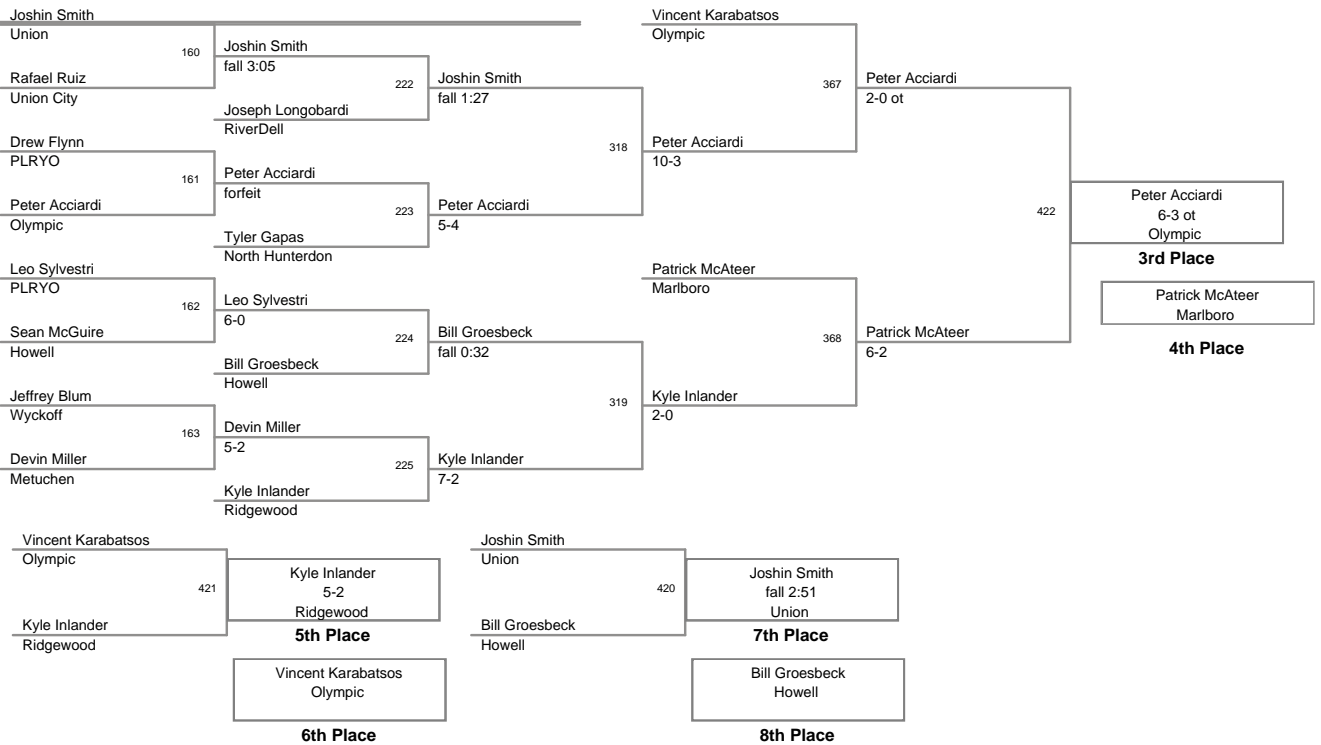 Joshin Smith
Union
160
Rafael Ruiz
Union City
Drew Flynn
PLRYO
161
Peter Acciardi
Olympic
Leo Sylvestri
PLRYO
162
Sean McGuire
Howell
Jeffrey Blum
Wyckoff
163
Devin Miller
Metuchen
Joshin Smith
fall 3:05
222
Joseph Longobardi
RiverDell
Peter Acciardi
forfeit
223
Tyler Gapas
North Hunterdon
Leo Sylvestri
6-0
224
Bill Groesbeck
Howell
Devin Miller
5-2
225
Kyle Inlander
Ridgewood
Joshin Smith
fall 1:27
318
Peter Acciardi
5-4
Bill Groesbeck
fall 0:32
319
Kyle Inlander
7-2
Vincent Karabatsos
Olympic
367
Peter Acciardi
10-3
Patrick McAteer
Marlboro
368
Kyle Inlander
2-0
Peter Acciardi
2-0 ot
422
Patrick McAteer
6-2
Peter Acciardi
6-3 ot
Olympic
3rd Place
Patrick McAteer
Marlboro
4th Place
Vincent Karabatsos
Olympic
421
Kyle Inlander
Ridgewood
Kyle Inlander
5-2
Ridgewood
5th Place
Vincent Karabatsos
Olympic
6th Place
Joshin Smith
Union
420
Bill Groesbeck
Howell
Joshin Smith
fall 2:51
Union
7th Place
Bill Groesbeck
Howell
8th Place